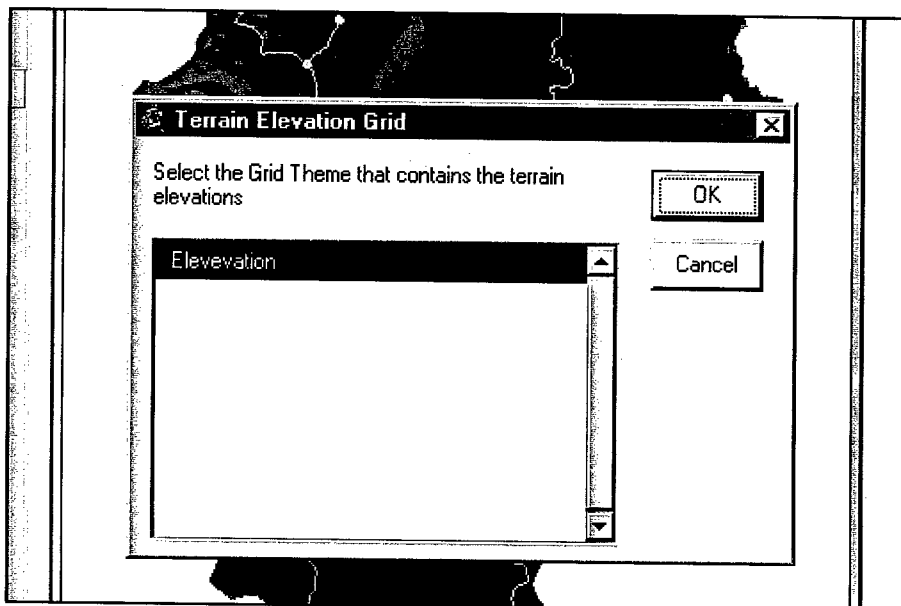 Terrain Elevation Grid
Select the Grid Theme that contains the terrain
elevations
OK
Elevevation
Cancel